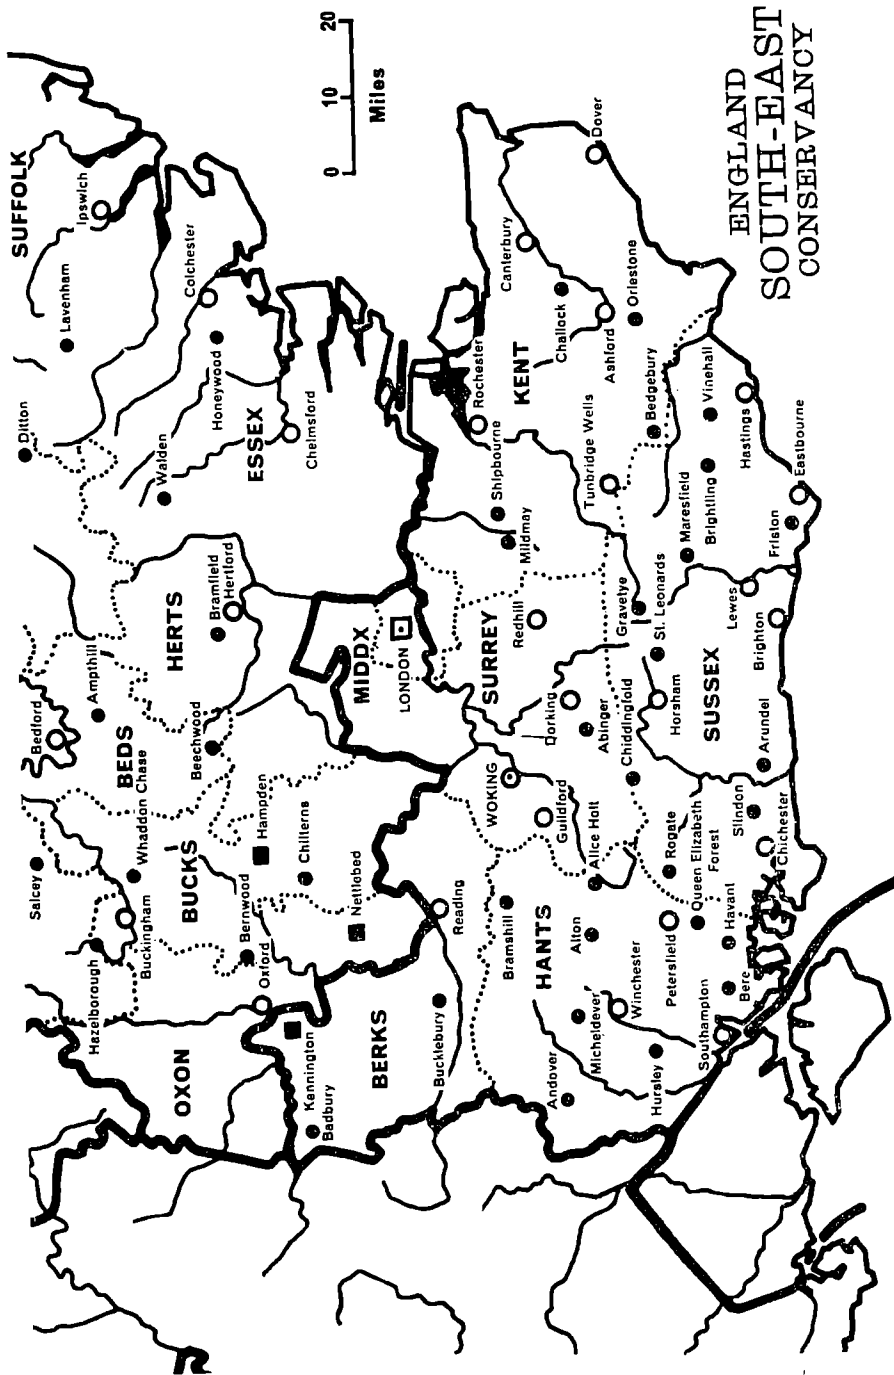 SUFFOLK
Ipswich
Lavenham
Colchester
Ditton
Honeywood
Walden
ESSEX
Chelmsford
0 10 20
Miles
Bedford
Ampthill
BEDS
HERTS
Bramfield
Hertford
Beechwood
Salcey
Whaddon Chase
BUCKS
Hampden
Chilterns
Hazelborough
Buckingham
Bernwood
Oxford
Nettlebed
OXON
Kennington
Badbury
BERKS
Bucklebury
Reading
MIDDX
LONDON
SURREY
WOKING
Redhill
Dorking
Abinger
Guildford
Chiddingfold
Mildmay
Shipbourne
Rochester
KENT
Canterbury
Challock
Ashford
Dover
Orlestone
Tunbridge Wells
Bedgebury
Vinehall
Hastings
Brightling
Maresfield
Eastbourne
Friston
Gravetye
St. Leonards
Lewes
Brighton
Horsham
SUSSEX
Arundel
Slindon
Chichester
Bramshill
HANTS
Alice Holt
Alton
Rogate
Queen Elizabeth
Forest
Petersfield
Havant
Bere
Winchester
Micheldever
Andover
Hursley
Southampton
ENGLAND
SOUTH-EAST
CONSERVANCY